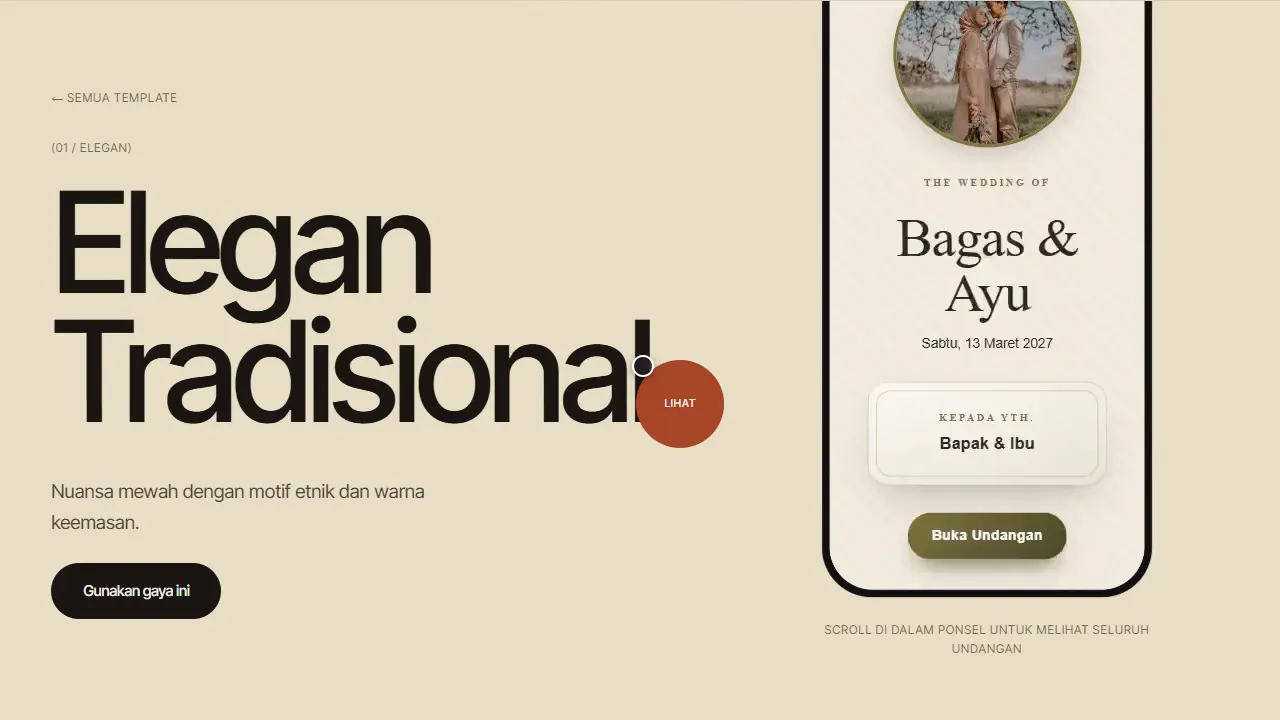 ← SEMUA TEMPLATE
(01 / ELEGAN)
Elegan
Tradisional
LIHAT
Nuansa mewah dengan motif etnik dan warna
keemasan.
Gunakan gaya ini
THE WEDDING OF
Bagas &
Ayu
Sabtu, 13 Maret 2027
KEPADA YTH.
Bapak & Ibu
Buka Undangan
SCROLL DI DALAM PONSEL UNTUK MELIHAT SELURUH
UNDANGAN